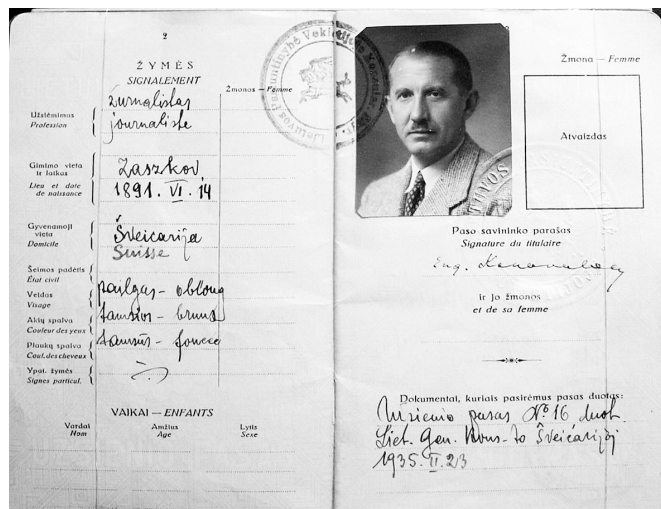 2
ŽYMĖS
SIGNALEMENT
Žmonos — Femme
Užsiėmimas
Profession
žurnalistas
journaliste
Gimimo vieta
ir laikas
Lieu et date
de naissance
Zaszkov,
1891. VI. 14
Gyvenamoji
vieta
Domicile
Šveicarija
Suisse
Šeimos padėtis
État civil
Veidas
Visage
pailgas - oblong
Akių spalva
Couleur des yeux
tamsios - bruns
Plaukų spalva
Coul. des cheveux
tamsūs - foncés
Ypat. žymės
Signes particul.
VAIKAI — ENFANTS
Vardai
Nom
Amžius
Age
Lytis
Sexe
Lietuvos
Žmona — Femme
Atvaizdas
Paso savininko parašas
Signature du titulaire
Eug.
ir jo žmonos
et de sa femme
Dokumentai, kuriais pasirėmus pasas duotas:
Užsienio pasas № 16 duot.
Liet. Gen. Kons-to Šveicarijoj
1935. II. 23